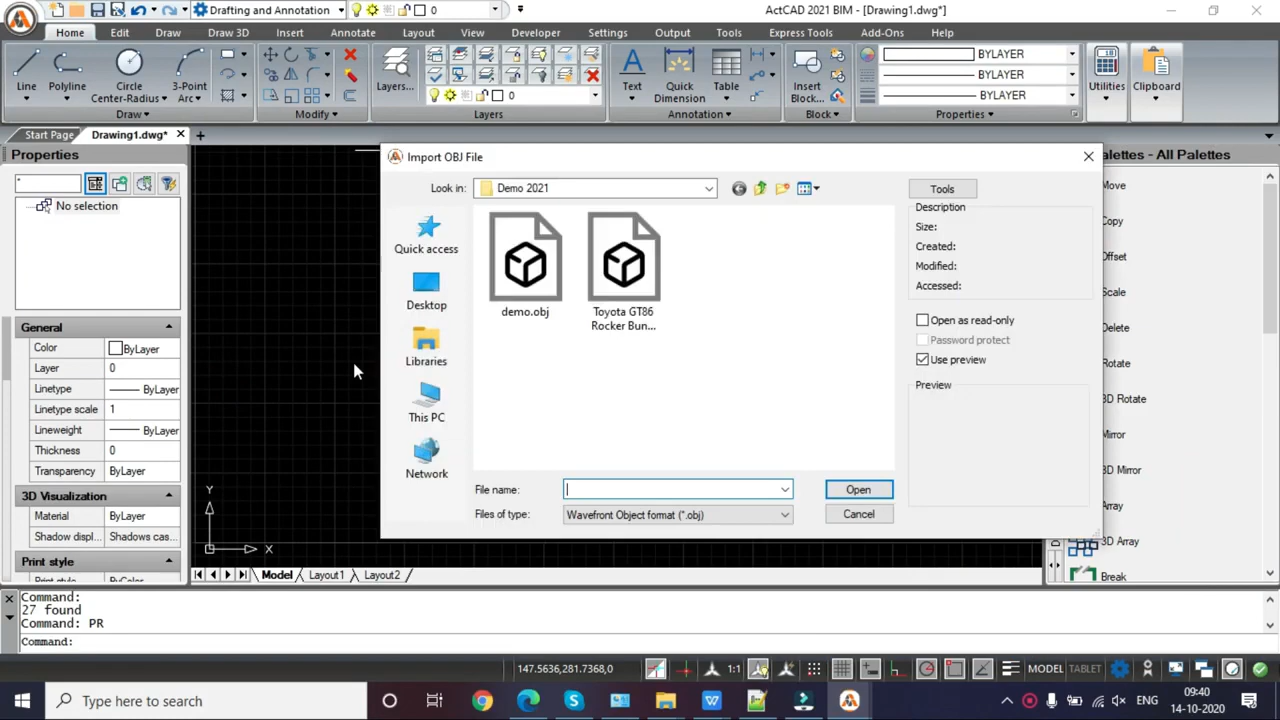 Drafting and Annotation
0
ActCAD 2021 BIM - [Drawing1.dwg*]
Home
Edit
Draw
Draw 3D
Insert
Annotate
Layout
View
Developer
Settings
Output
Tools
Express Tools
Add-Ons
Help
Line
Polyline
Circle
Center-Radius
3-Point
Arc
Layers...
0
Text
Quick
Dimension
Table
Insert
Block...
BYLAYER
BYLAYER
BYLAYER
Utilities
Clipboard
Draw
Modify
Layers
Annotation
Block
Properties
Start Page
Drawing1.dwg*
Properties
*
No selection
General
Color ByLayer
Layer 0
Linetype ByLayer
Linetype scale 1
Lineweight ByLayer
Thickness 0
Transparency ByLayer
3D Visualization
Material ByLayer
Shadow displ... Shadows cas...
Print style
Import OBJ File
Look in:
Demo 2021
Quick access
Desktop
Libraries
This PC
Network
demo.obj
Toyota GT86
Rocker Bun...
Tools
Description
Size:
Created:
Modified:
Accessed:
Open as read-only
Password protect
Use preview
Preview
File name:
Open
Files of type:
Wavefront Object format (*.obj)
Cancel
alettes - All Palettes
Move
Copy
Offset
Scale
Delete
3D Rotate
Mirror
3D Mirror
Array
3D Array
Break
Y
X
Model
Layout1
Layout2
Command:
27 found
Command: PR
Command:
147.5636,281.7368,0
1:1
MODEL
TABLET
Type here to search
ENG
09:40
14-10-2020